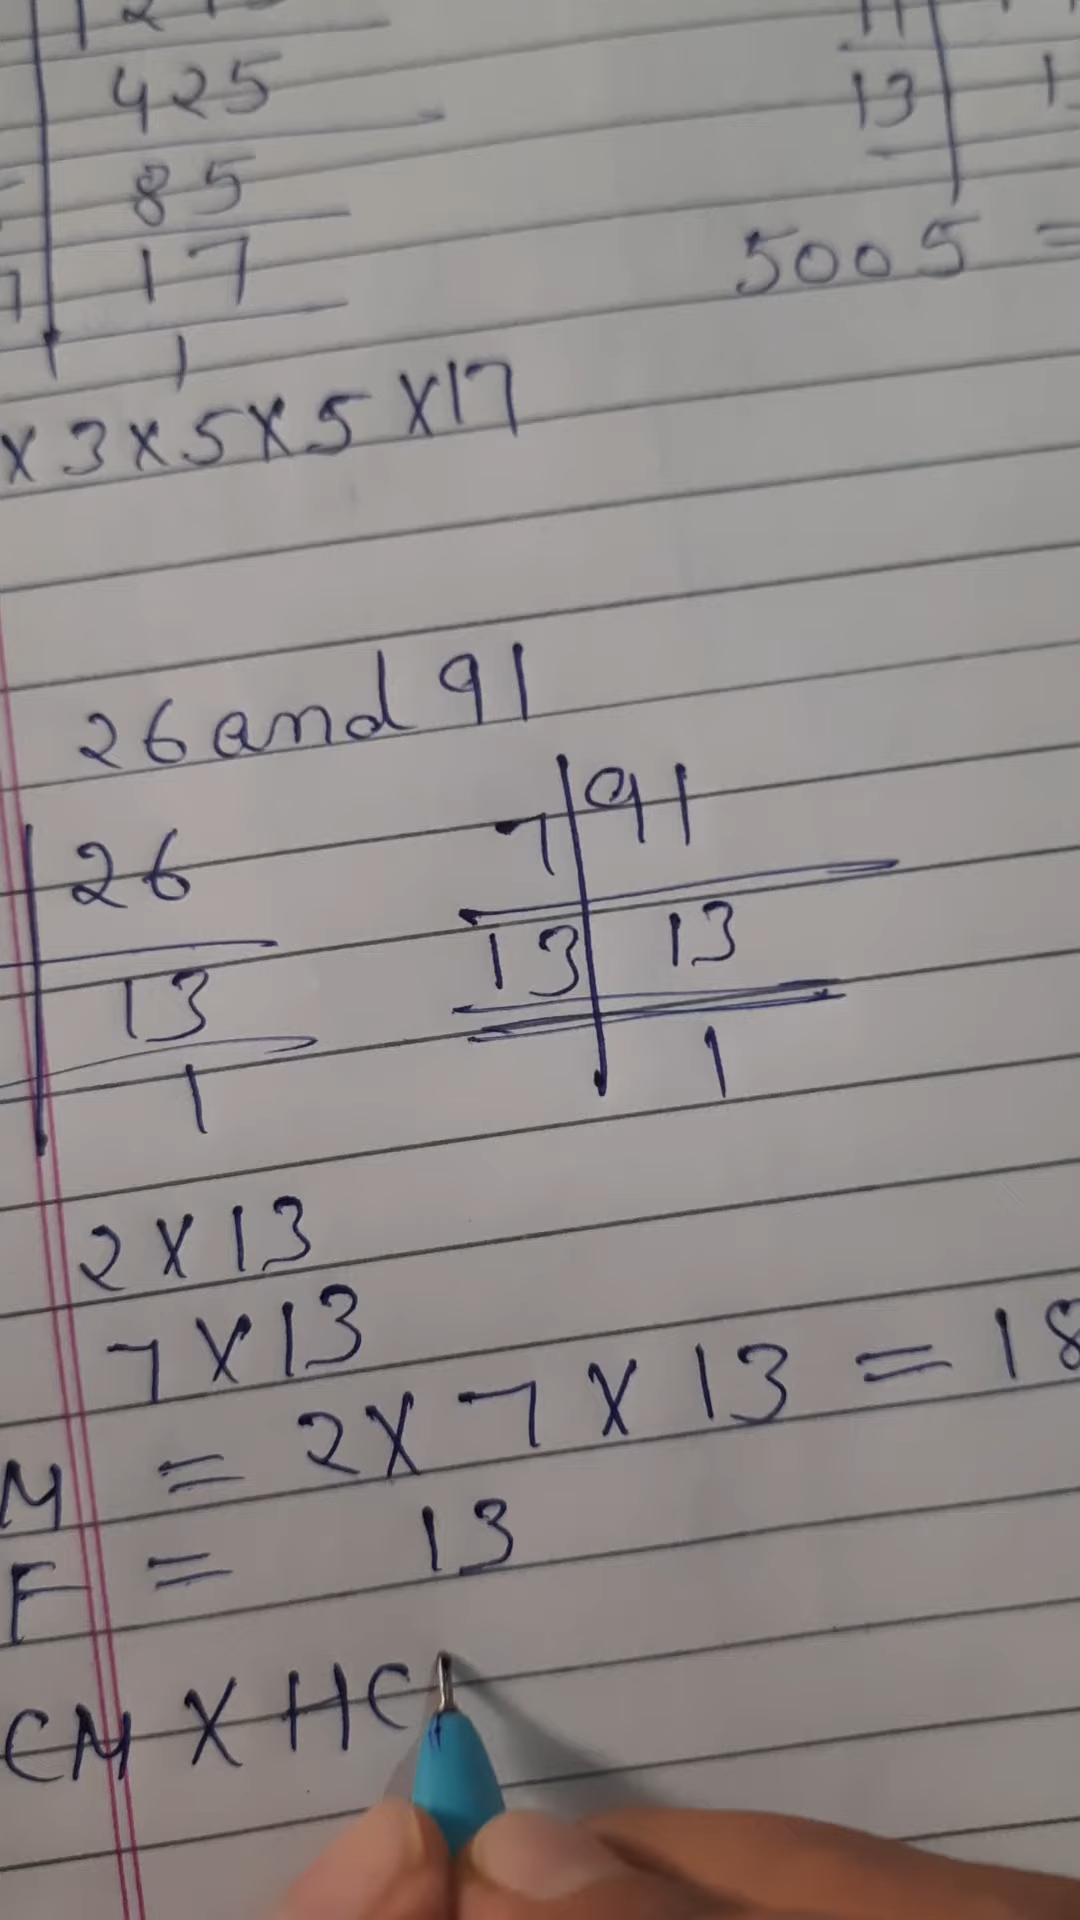 425
13
85
17
5005 =
1
x 3 x 5 x 5 x 17
26 and 91
26
7 91
13
13 13
1
1
2 x 13
7 x 13
M = 2 x 7 x 13 = 18
F = 13
CM x HC